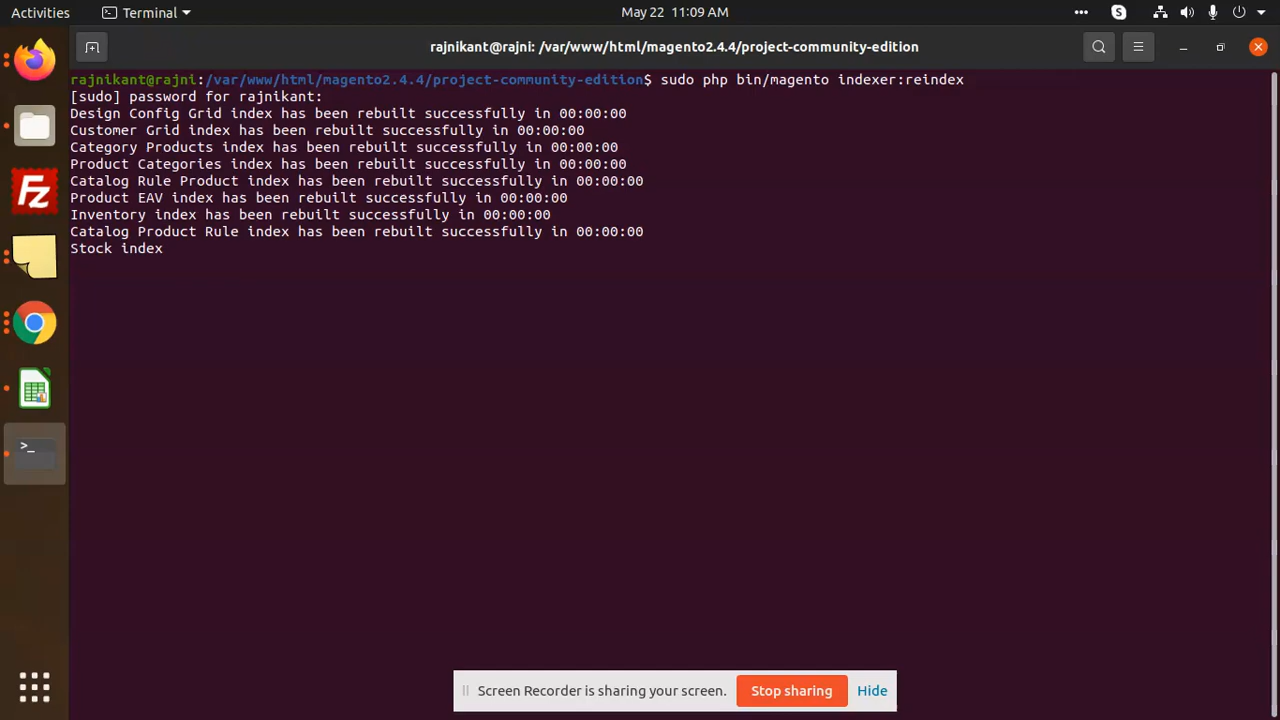 Activities
Terminal
May 22 11:09 AM
rajnikant@rajni: /var/www/html/magento2.4.4/project-community-edition
rajnikant@rajni:/var/www/html/magento2.4.4/project-community-edition$ sudo php bin/magento indexer:reindex
[sudo] password for rajnikant:
Design Config Grid index has been rebuilt successfully in 00:00:00
Customer Grid index has been rebuilt successfully in 00:00:00
Category Products index has been rebuilt successfully in 00:00:00
Product Categories index has been rebuilt successfully in 00:00:00
Catalog Rule Product index has been rebuilt successfully in 00:00:00
Product EAV index has been rebuilt successfully in 00:00:00
Inventory index has been rebuilt successfully in 00:00:00
Catalog Product Rule index has been rebuilt successfully in 00:00:00
Stock index
Fz
>_
Screen Recorder is sharing your screen.
Stop sharing
Hide